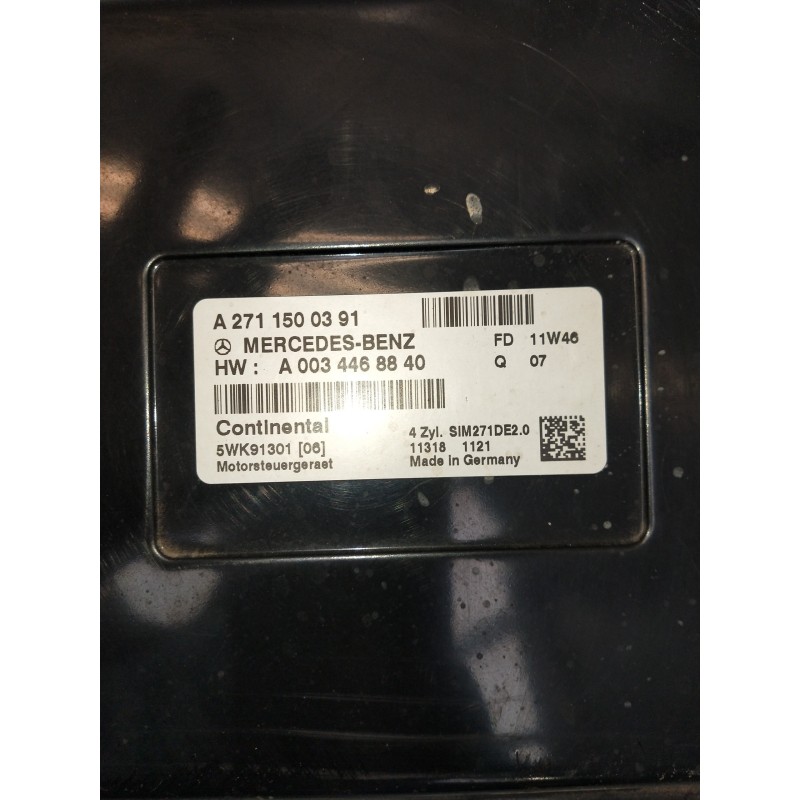 A 271 150 03 91
MERCEDES-BENZ
FD 11W46
HW : A 003 446 88 40
Q 07
Continental
5WK91301 [06]
Motorsteuergeraet
4 Zyl. SIM271DE2.0
11318 1121
Made in Germany